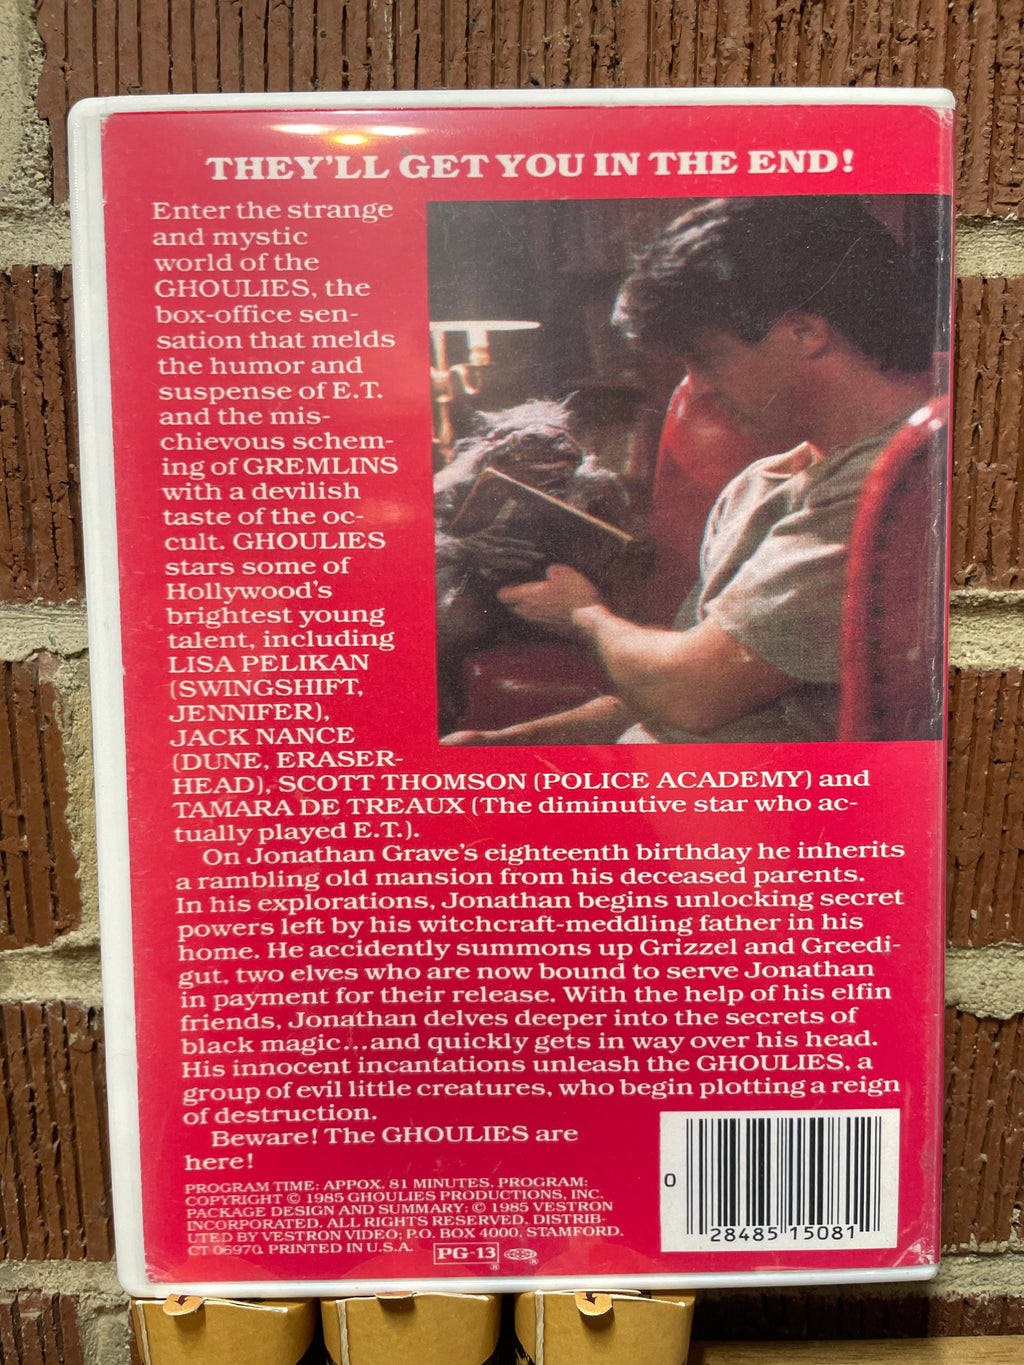 THEY'LL GET YOU IN THE END!
Enter the strange
and mystic
world of the
GHOULIES, the
box-office sen-
sation that melds
the humor and
suspense of E.T.
and the mis-
chievous schem-
ing of GREMLINS
with a devilish
taste of the oc-
cult. GHOULIES
stars some of
Hollywood's
brightest young
talent, including
LISA PELIKAN
(SWINGSHIFT,
JENNIFER),
JACK NANCE
(DUNE, ERASER-
HEAD), SCOTT THOMSON (POLICE ACADEMY) and
TAMARA DE TREAUX (The diminutive star who ac-
tually played E.T.).
On Jonathan Grave's eighteenth birthday he inherits
a rambling old mansion from his deceased parents.
In his explorations, Jonathan begins unlocking secret
powers left by his witchcraft-meddling father in his
home. He accidently summons up Grizzel and Greedi-
gut, two elves who are now bound to serve Jonathan
in payment for their release. With the help of his elfin
friends, Jonathan delves deeper into the secrets of
black magic...and quickly gets in way over his head.
His innocent incantations unleash the GHOULIES, a
group of evil little creatures, who begin plotting a reign
of destruction.
Beware! The GHOULIES are
here!
PROGRAM TIME: APPOX. 81 MINUTES. PROGRAM:
COPYRIGHT © 1985 GHOULIES PRODUCTIONS, INC.
PACKAGE DESIGN AND SUMMARY: © 1985 VESTRON
INCORPORATED. ALL RIGHTS RESERVED. DISTRIB-
UTED BY VESTRON VIDEO: P.O. BOX 4000, STAMFORD.
CT 06970. PRINTED IN U.S.A.
PG-13 ®
®
0 28485 15081